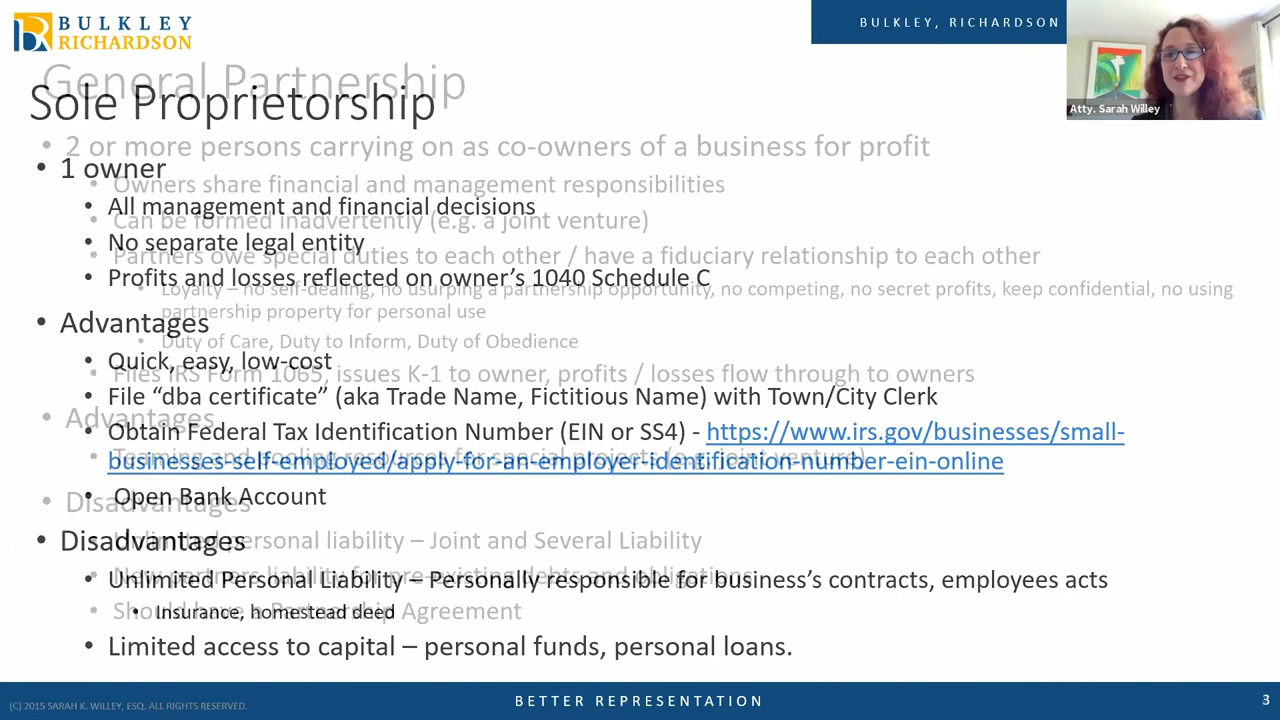 BULKLEY
RICHARDSON
BULKLEY, RICHARDSON
Atty. Sarah Willey
General Partnership
Sole Proprietorship
• 2 or more persons carrying on as co-owners of a business for profit
• 1 owner
• Owners share financial and management responsibilities
• All management and financial decisions
• Can be formed inadvertently (e.g. a joint venture)
• No separate legal entity
• Partners owe special duties to each other / have a fiduciary relationship to each other
• Profits and losses reflected on owner's 1040 Schedule C
• Loyalty – no self-dealing, no usurping a partnership opportunity, no competing, no secret profits, keep confidential, no using
partnership property for personal use
• Advantages
• Duty of Care, Duty to Inform, Duty of Obedience
• Quick, easy, low-cost
• Files IRS Form 1065, issues K-1 to owner, profits / losses flow through to owners
• File “dba certificate” (aka Trade Name, Fictitious Name) with Town/City Clerk
• Advantages
• Obtain Federal Tax Identification Number (EIN or SS4) - https://www.irs.gov/businesses/small-
• Teaming and pooling resources for special projects (e.g. joint venture)
businesses-self-employed/apply-for-an-employer-identification-number-ein-online
• Open Bank Account
• Disadvantages
• Disadvantages
• Unlimited personal liability – Joint and Several Liability
• New partners liability for pre-existing debts and obligations
• Unlimited Personal Liability – Personally responsible for business's contracts, employees acts
• Should have a Partnership Agreement
• Insurance, homestead deed
• Limited access to capital – personal funds, personal loans.
(C) 2015 SARAH K. WILLEY, ESQ. ALL RIGHTS RESERVED.
BETTER REPRESENTATION
3